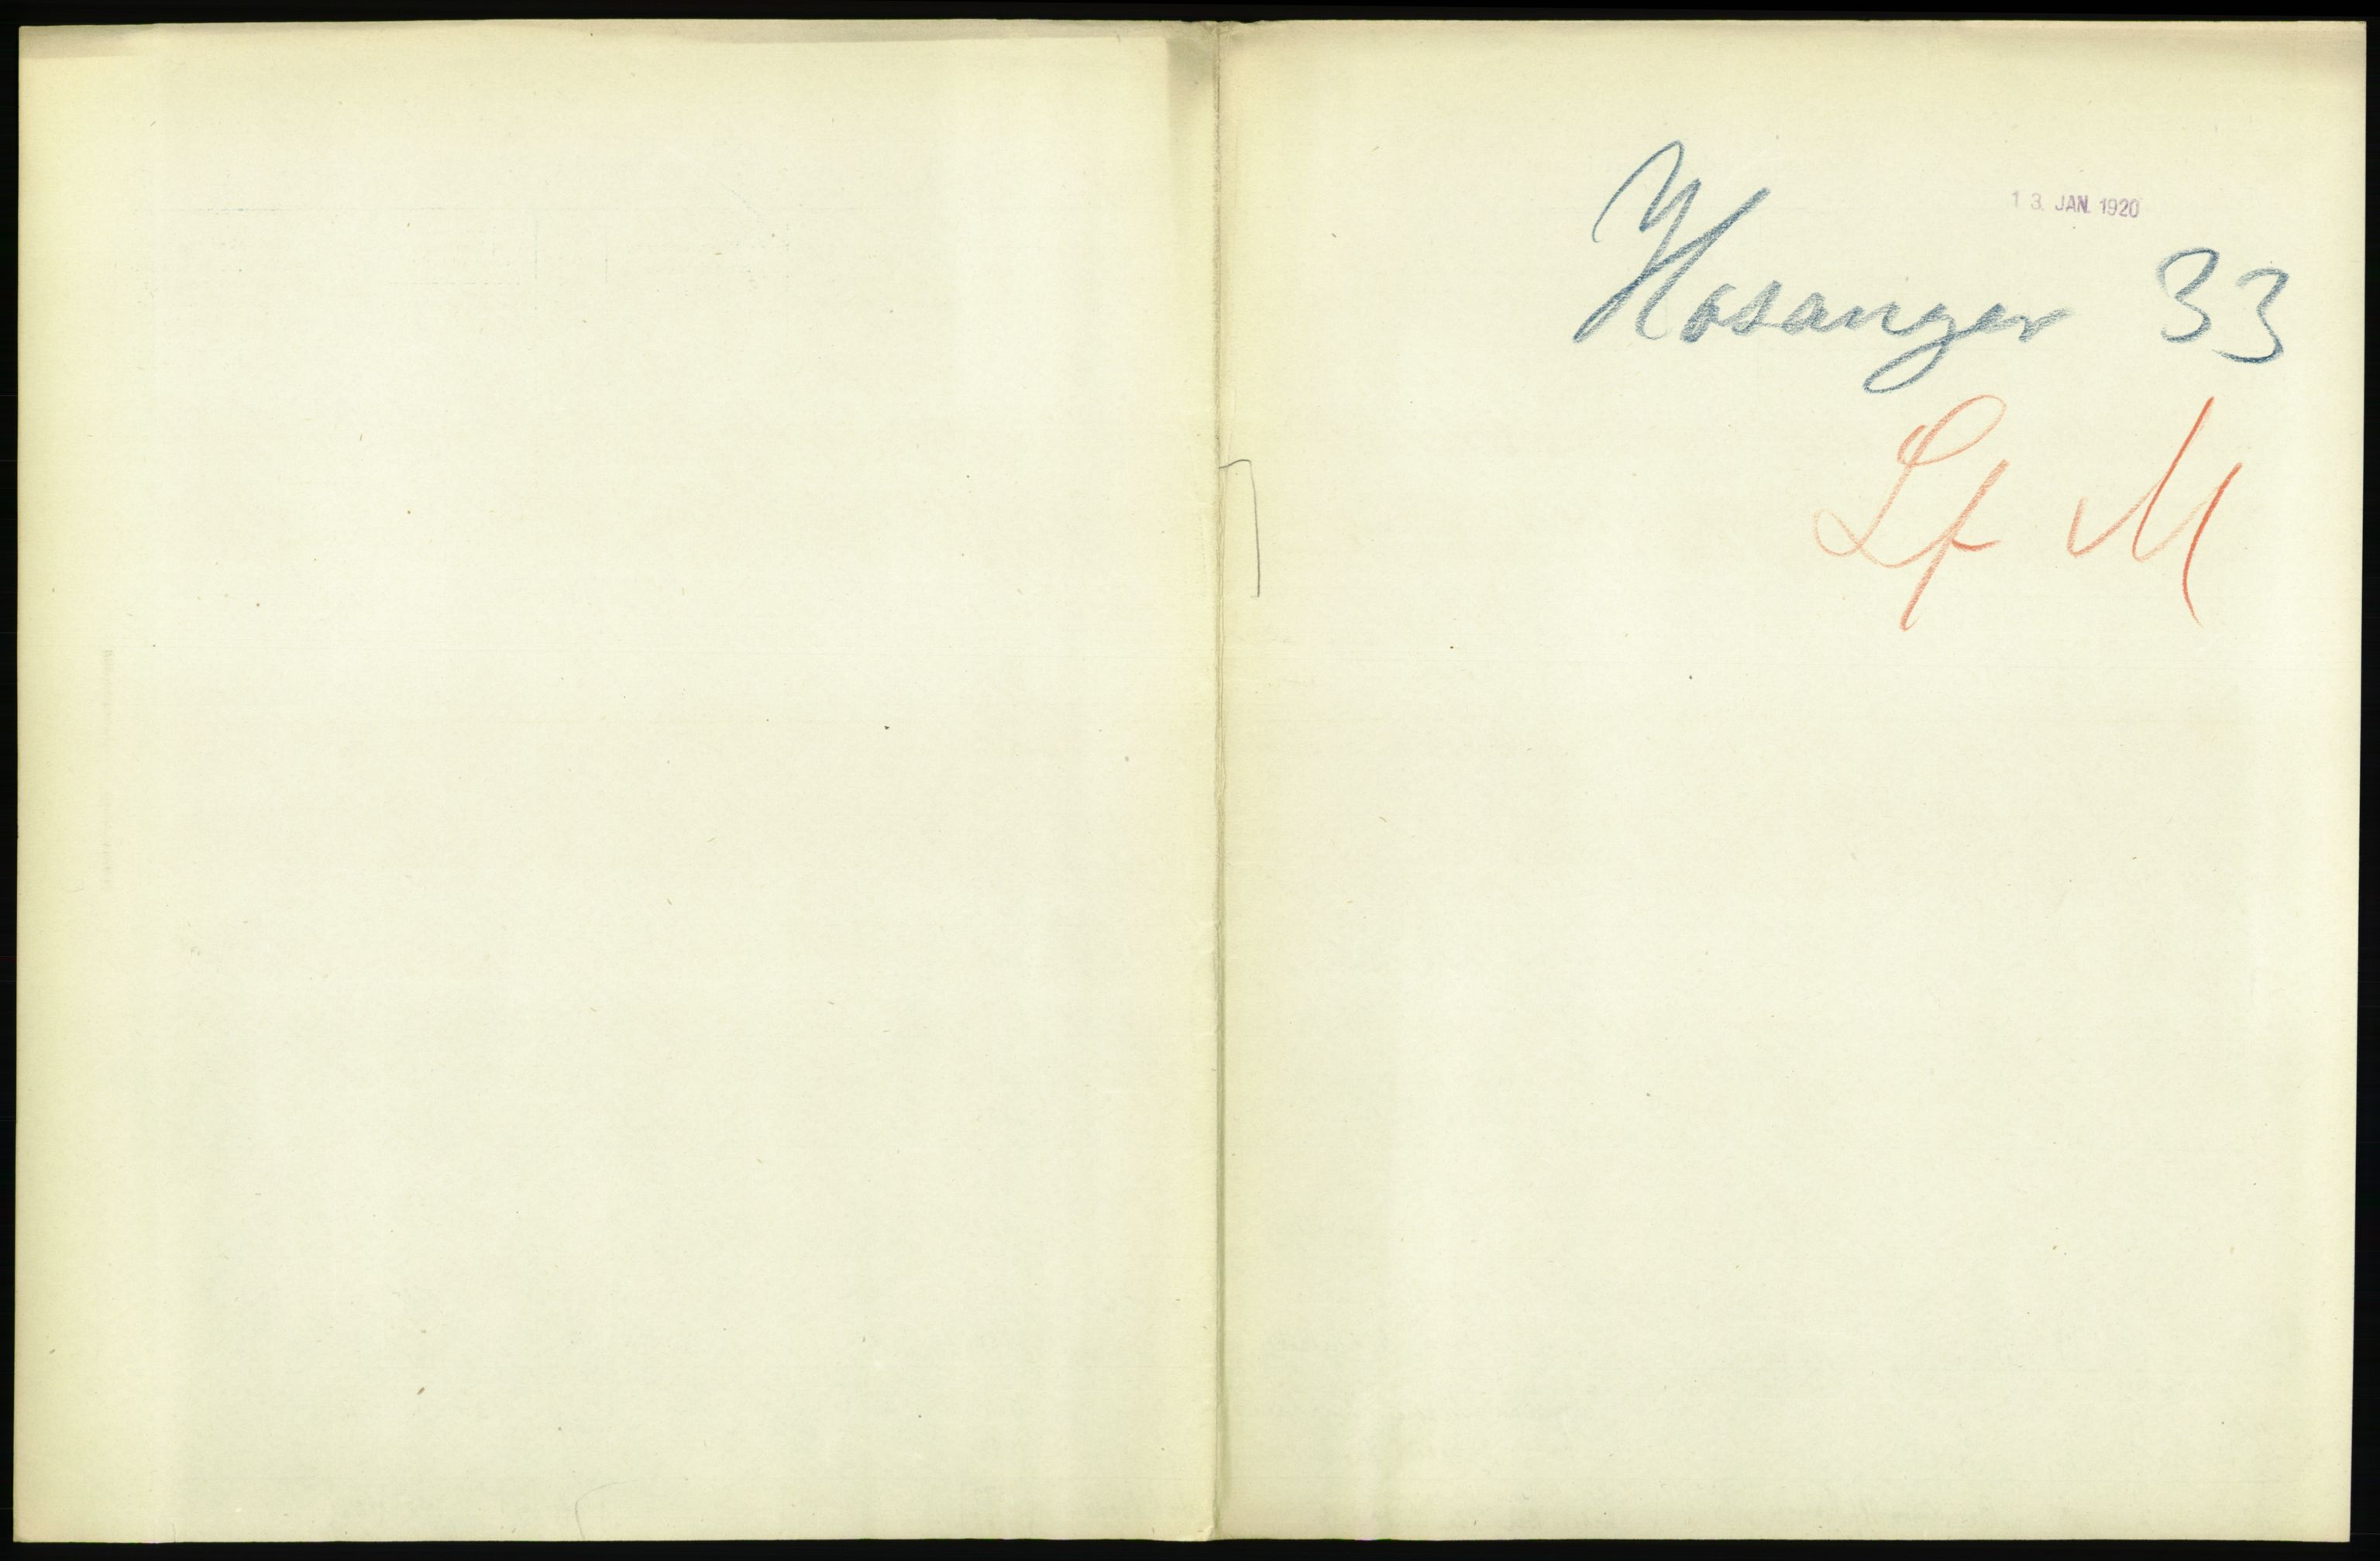 13. JAN. 1920
Hosanger 33
Lf M